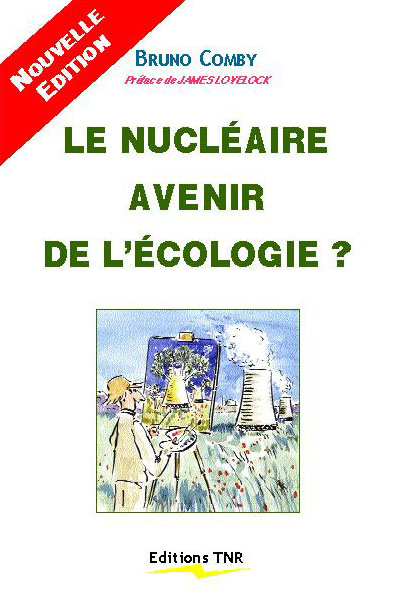 NOUVELLE
EDITION
BRUNO COMBY
Préface de JAMES LOVELOCK
LE NUCLÉAIRE
AVENIR
DE L'ÉCOLOGIE ?
Editions TNR